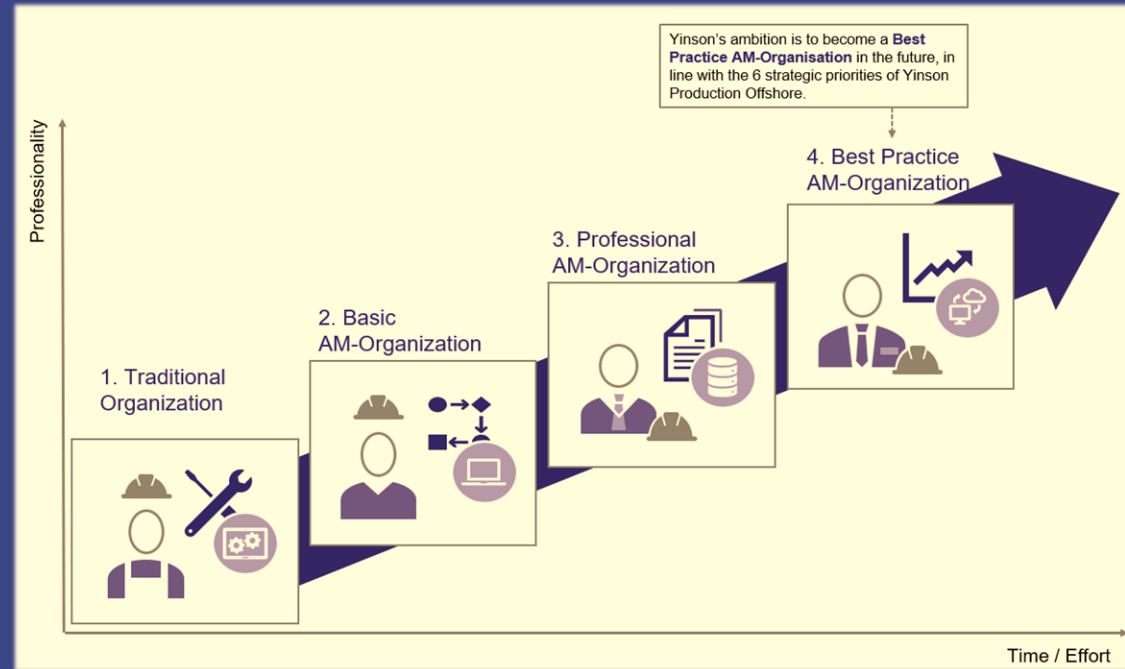 Yinson's ambition is to become a Best
Practice AM-Organisation in the future, in
line with the 6 strategic priorities of Yinson
Production Offshore.
Professionality
4. Best Practice
AM-Organization
3. Professional
AM-Organization
2. Basic
AM-Organization
1. Traditional
Organization
Time / Effort